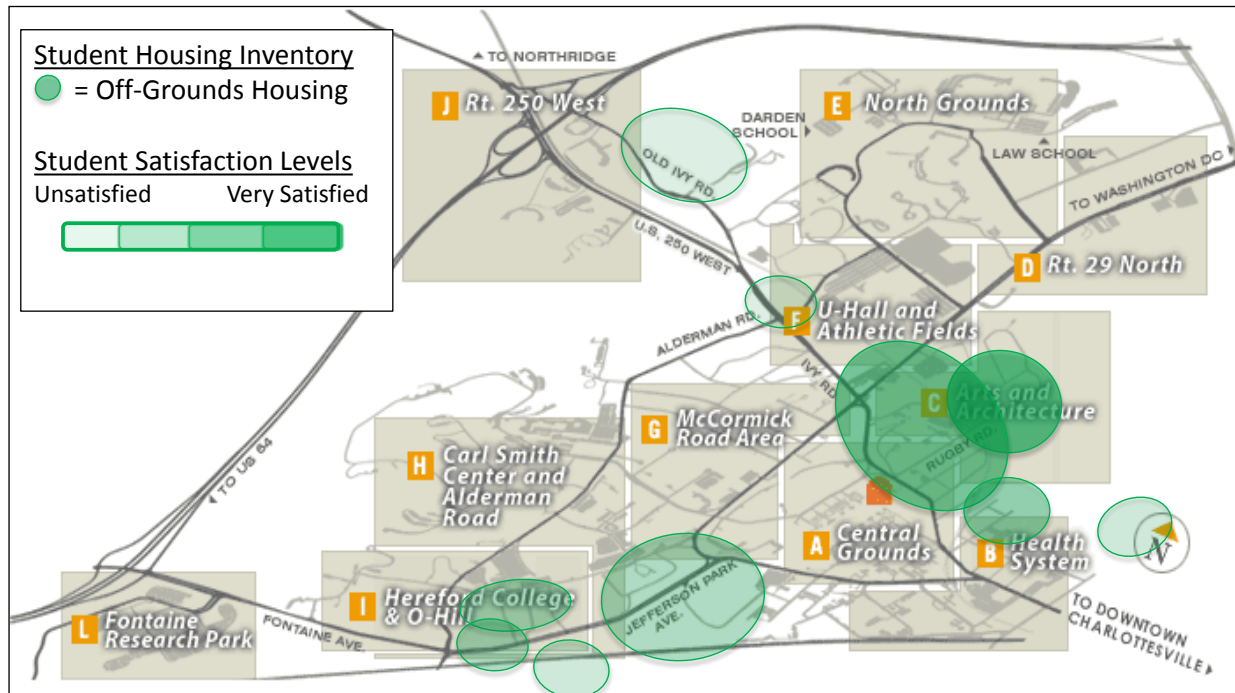 Student Housing Inventory
= Off-Grounds Housing
Student Satisfaction Levels
Unsatisfied Very Satisfied
TO NORTHRIDGE
J Rt. 250 West
OLD IVY RD.
DARDEN
SCHOOL
E North Grounds
LAW SCHOOL
TO WASHINGTON DC
U.S. 250 WEST
D Rt. 29 North
F U-Hall and
Athletic Fields
ALDERMAN RD.
IVY RD.
C Arts and
Architecture
RUGBY RD.
G McCormick
Road Area
H Carl Smith
Center and
Alderman
Road
TO US 64
A Central
Grounds
B Health
System
N
I Hereford College
& O-Hill
JEFFERSON PARK
AVE.
L Fontaine
Research Park
FONTAINE AVE.
TO DOWNTOWN
CHARLOTTESVILLE